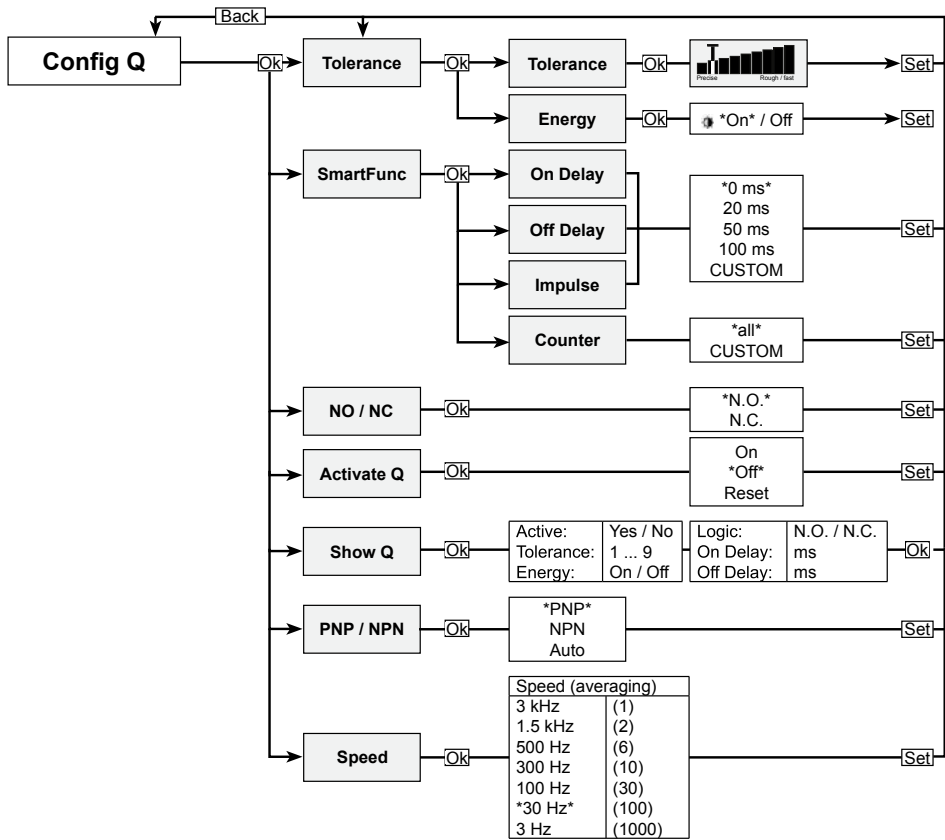 Back
Config Q
Ok
Tolerance
Ok
Tolerance
Ok
Precise
Rough / fast
Set
Energy
Ok
*On* / Off
Set
SmartFunc
Ok
On Delay
Off Delay
Impulse
*0 ms*
20 ms
50 ms
100 ms
CUSTOM
Set
Counter
*all*
CUSTOM
Set
NO / NC
Ok
*N.O.*
N.C.
Set
Activate Q
Ok
On
*Off*
Reset
Set
Show Q
Ok
Active: Yes / No
Tolerance: 1 ... 9
Energy: On / Off
Logic: N.O. / N.C.
On Delay: ms
Off Delay: ms
Ok
PNP / NPN
Ok
*PNP*
NPN
Auto
Set
Speed
Ok
Speed (averaging)
3 kHz (1)
1.5 kHz (2)
500 Hz (6)
300 Hz (10)
100 Hz (30)
*30 Hz* (100)
3 Hz (1000)
Set